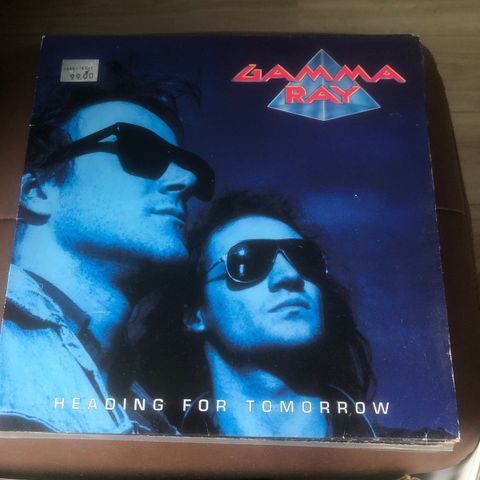 99.00
GAMMA
RAY
HEADING FOR TOMORROW